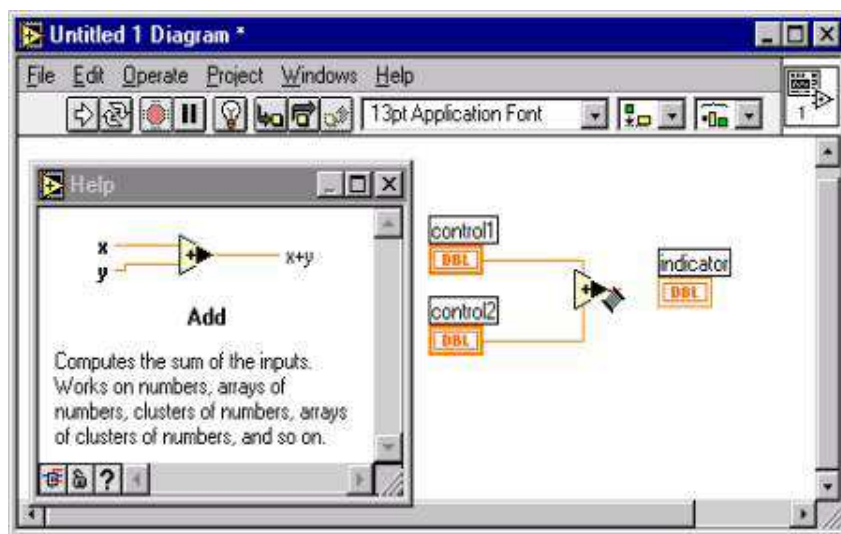 Untitled 1 Diagram *
File Edit Operate Project Windows Help
13pt Application Font
1
Help
x
y
x+y
Add
Computes the sum of the inputs.
Works on numbers, arrays of
numbers, clusters of numbers, arrays
of clusters of numbers, and so on.
?
control1
DBL
control2
DBL
indicator
DBL